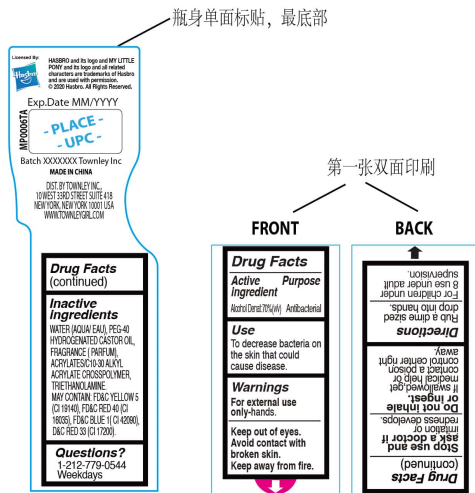 瓶身单面标贴，最底部
Licensed By:
Hasbro
HASBRO and its logo and MY LITTLE
PONY and its logo and all related
characters are trademarks of Hasbro
and are used with permission.
© 2020 Hasbro. All Rights Reserved.
Exp.Date MM/YYYY
MP0006TA
- PLACE -
- UPC -
Batch XXXXXXX Townley Inc
MADE IN CHINA
DIST. BY TOWNLEY INC.,
10 WEST 33RD STREET SUITE 418
NEW YORK, NEW YORK 10001 USA
WWW.TOWNLEYGIRL.COM
Drug Facts
(continued)
Inactive
ingredients
WATER (AQUA/ EAU), PEG-40
HYDROGENATED CASTOR OIL,
FRAGRANCE ( PARFUM),
ACRYLATES/C10-30 ALKYL
ACRYLATE CROSSPOLYMER,
TRIETHANOLAMINE.
MAY CONTAIN: FD&C YELLOW 5
(CI 19140), FD&C RED 40 (CI
16035), FD&C BLUE 1( CI 42090),
D&C RED 33 (CI 17200).
Questions?
1-212-779-0544
Weekdays
第一张双面印刷
FRONT
Drug Facts
Active Purpose
ingredient
Alcohol Denat.70%(v/v) Antibacterial
Use
To decrease bacteria on
the skin that could
cause disease.
Warnings
For external use
only-hands.
Keep out of eyes.
Avoid contact with
broken skin.
Keep away from fire.
BACK
Drug Facts
(continued)
Stop use and
ask a doctor if
irritation or
redness develops.
Do not inhale
or ingest.
If swallowed,get
medical help or
contact a poison
control center right
away.
Directions
Rub a dime sized
drop into hands.
For children under
8 use under adult
supervision.